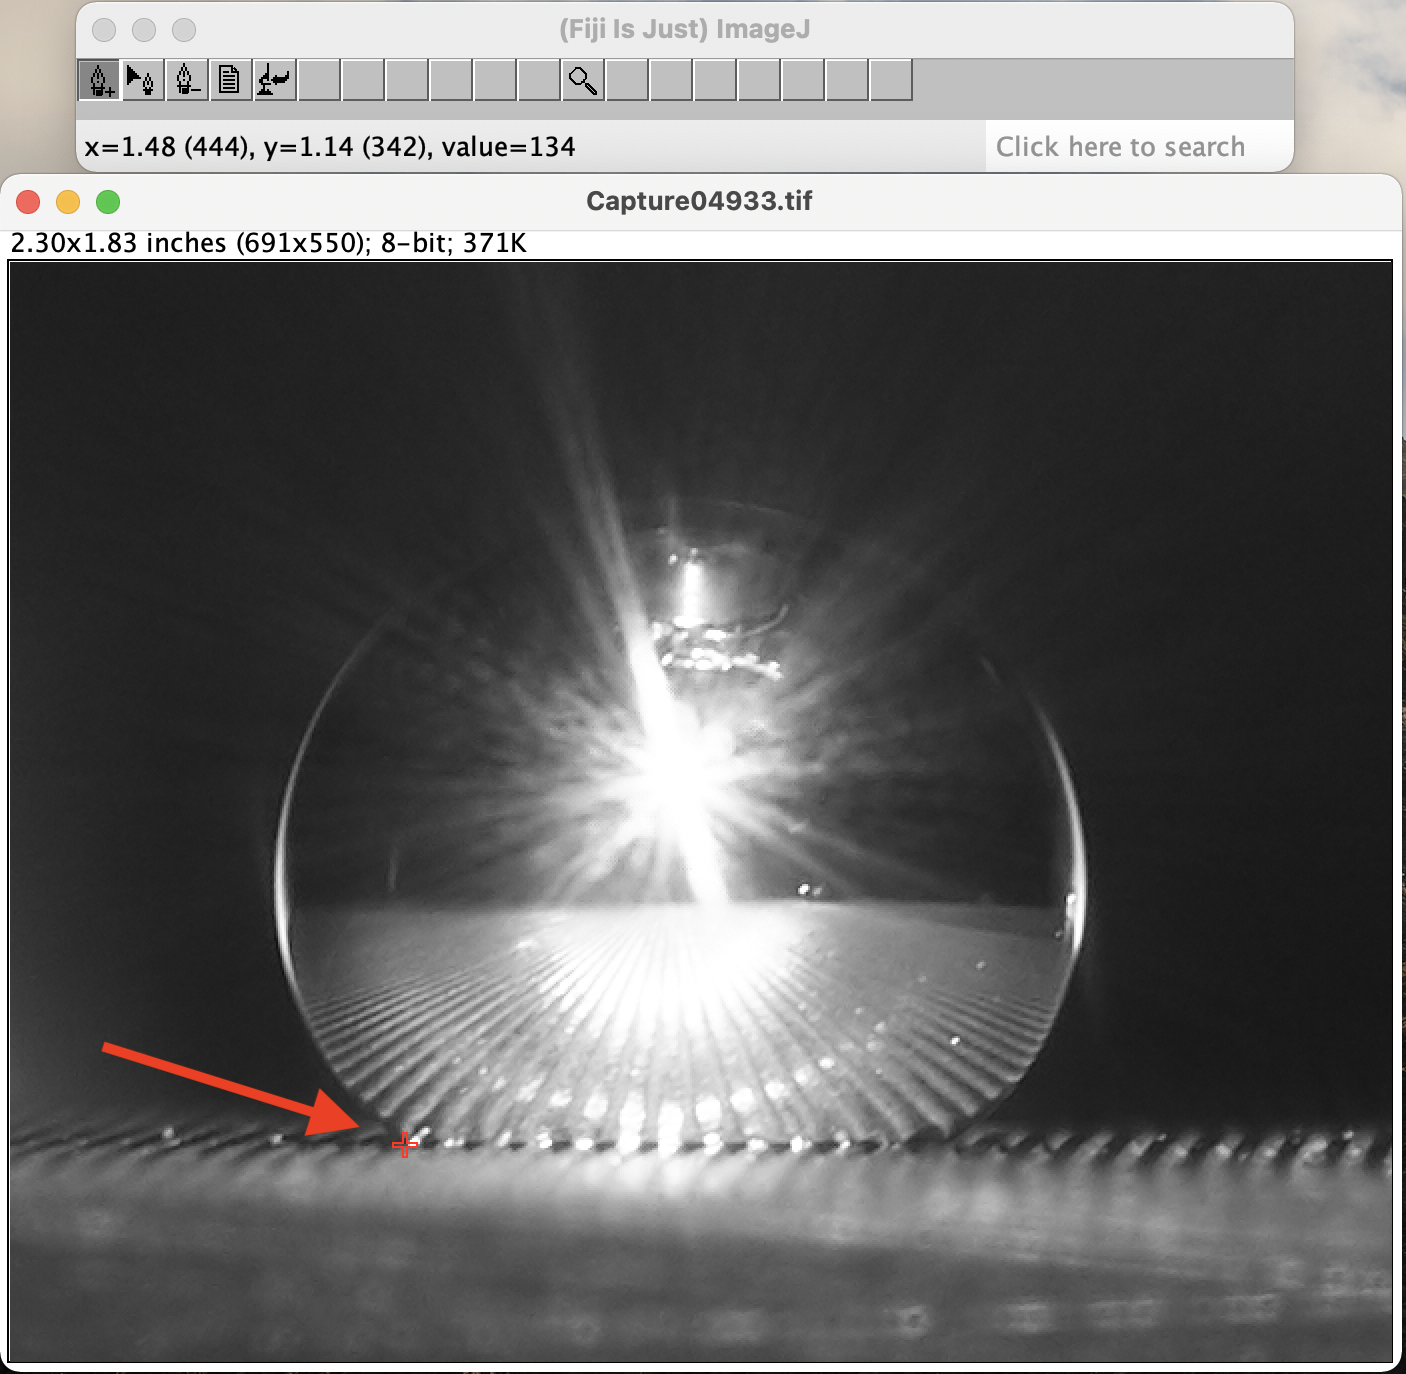 (Fiji Is Just) ImageJ
x=1.48 (444), y=1.14 (342), value=134
Click here to search
Capture04933.tif
2.30x1.83 inches (691x550); 8-bit; 371K